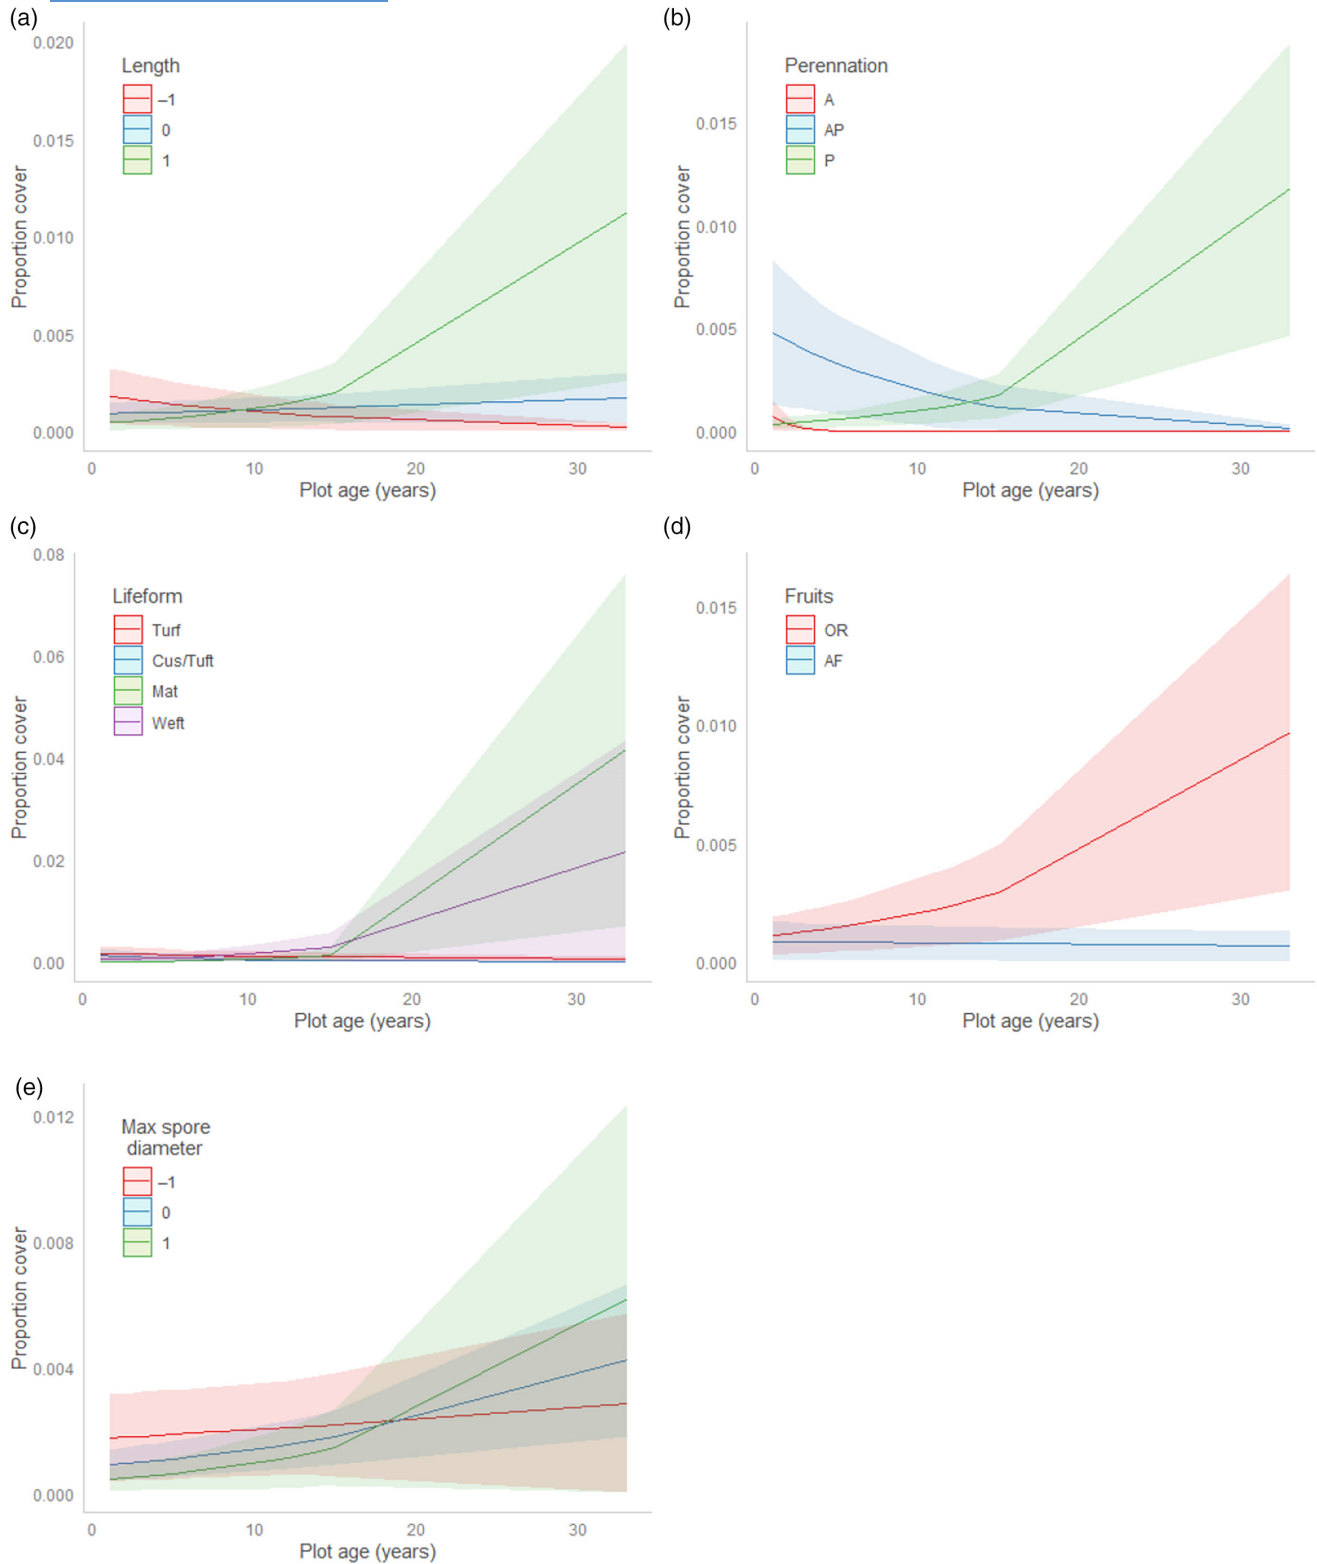 (a)
Length
–1
0
1
Proportion cover
0.020
0.015
0.010
0.005
0.000
0 10 20 30
Plot age (years)
(b)
Perennation
A
AP
P
Proportion cover
0.015
0.010
0.005
0.000
0 10 20 30
Plot age (years)
(c)
Lifeform
Turf
Cus/Tuft
Mat
Weft
Proportion cover
0.08
0.06
0.04
0.02
0.00
0 10 20 30
Plot age (years)
(d)
Fruits
OR
AF
Proportion cover
0.015
0.010
0.005
0.000
0 10 20 30
Plot age (years)
(e)
Max spore
diameter
–1
0
1
Proportion cover
0.012
0.008
0.004
0.000
0 10 20 30
Plot age (years)